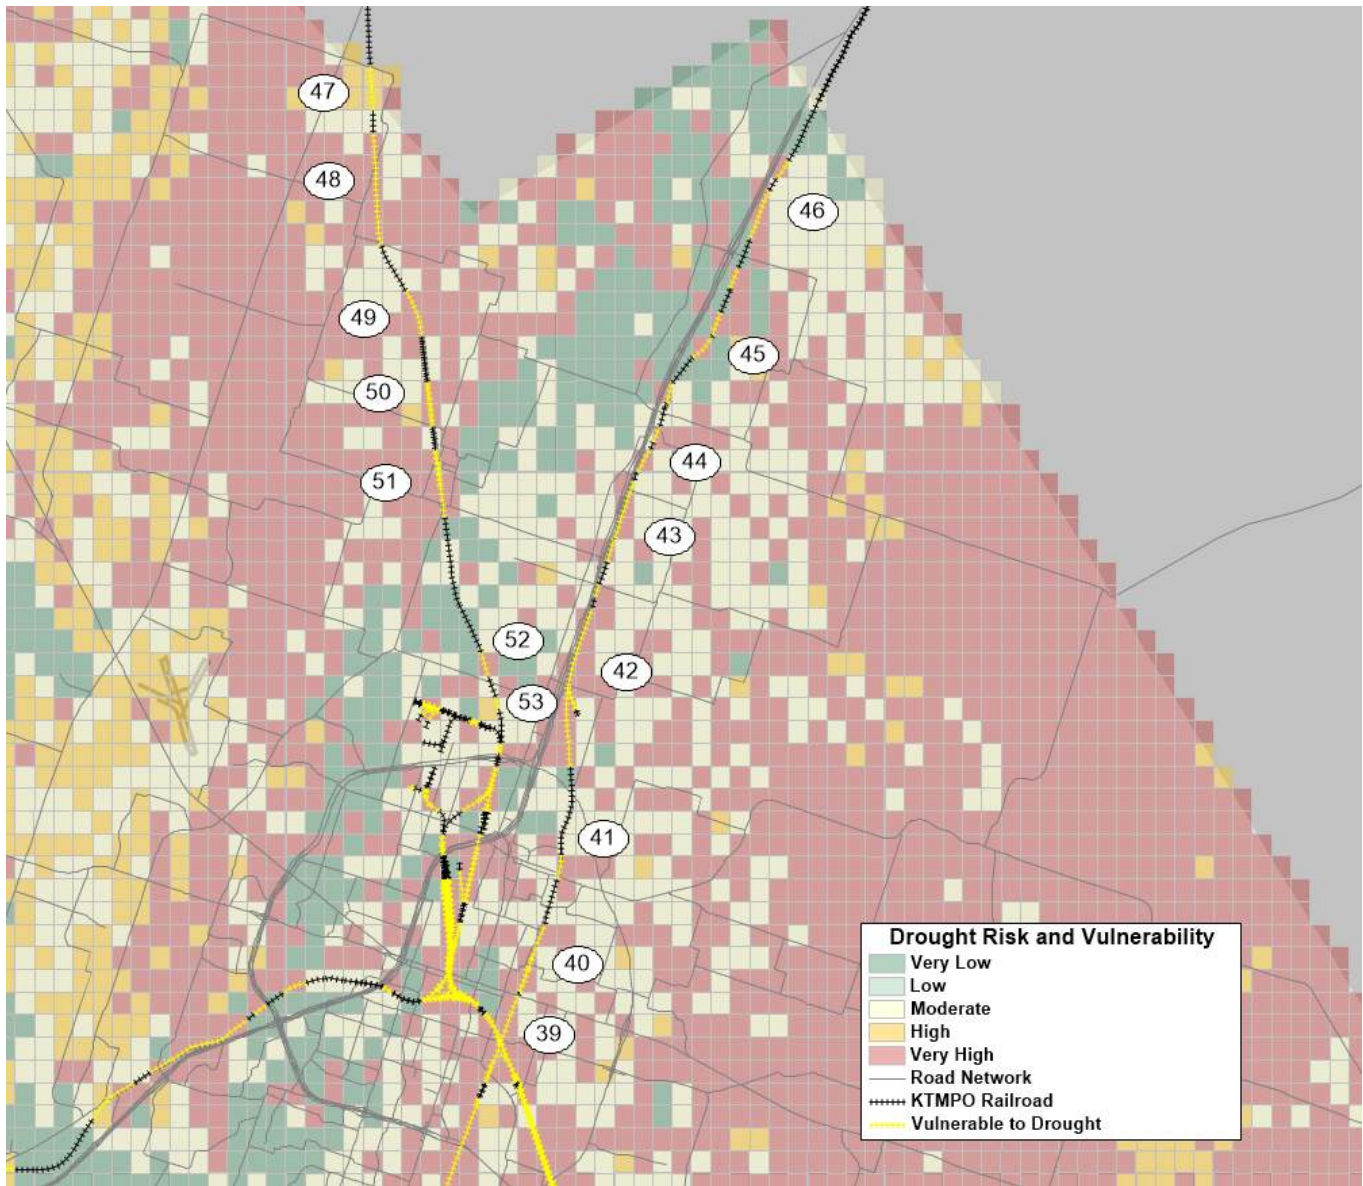 47
48
46
49
45
50
44
51
43
52
42
53
41
40
39
Drought Risk and Vulnerability
Very Low
Low
Moderate
High
Very High
Road Network
KTMPO Railroad
Vulnerable to Drought